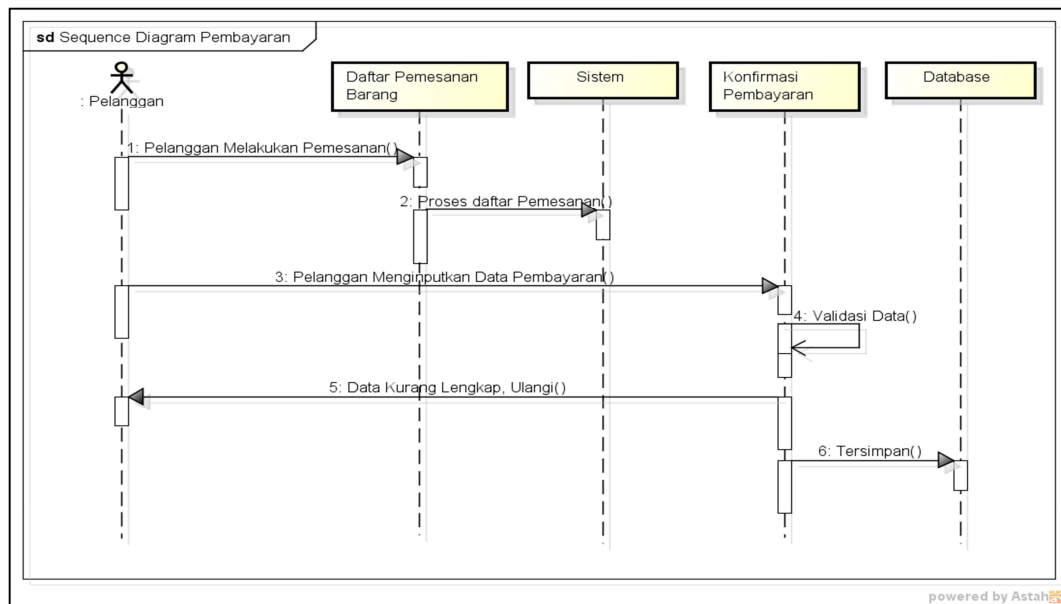 sd Sequence Diagram Pembayaran
: Pelanggan
Daftar Pemesanan
Barang
Sistem
Konfirmasi
Pembayaran
Database
1: Pelanggan Melakukan Pemesanan()
2: Proses daftar Pemesanan()
3: Pelanggan Menginputkan Data Pembayaran()
4: Validasi Data()
5: Data Kurang Lengkap, Ulangi()
6: Tersimpan()
powered by Astah